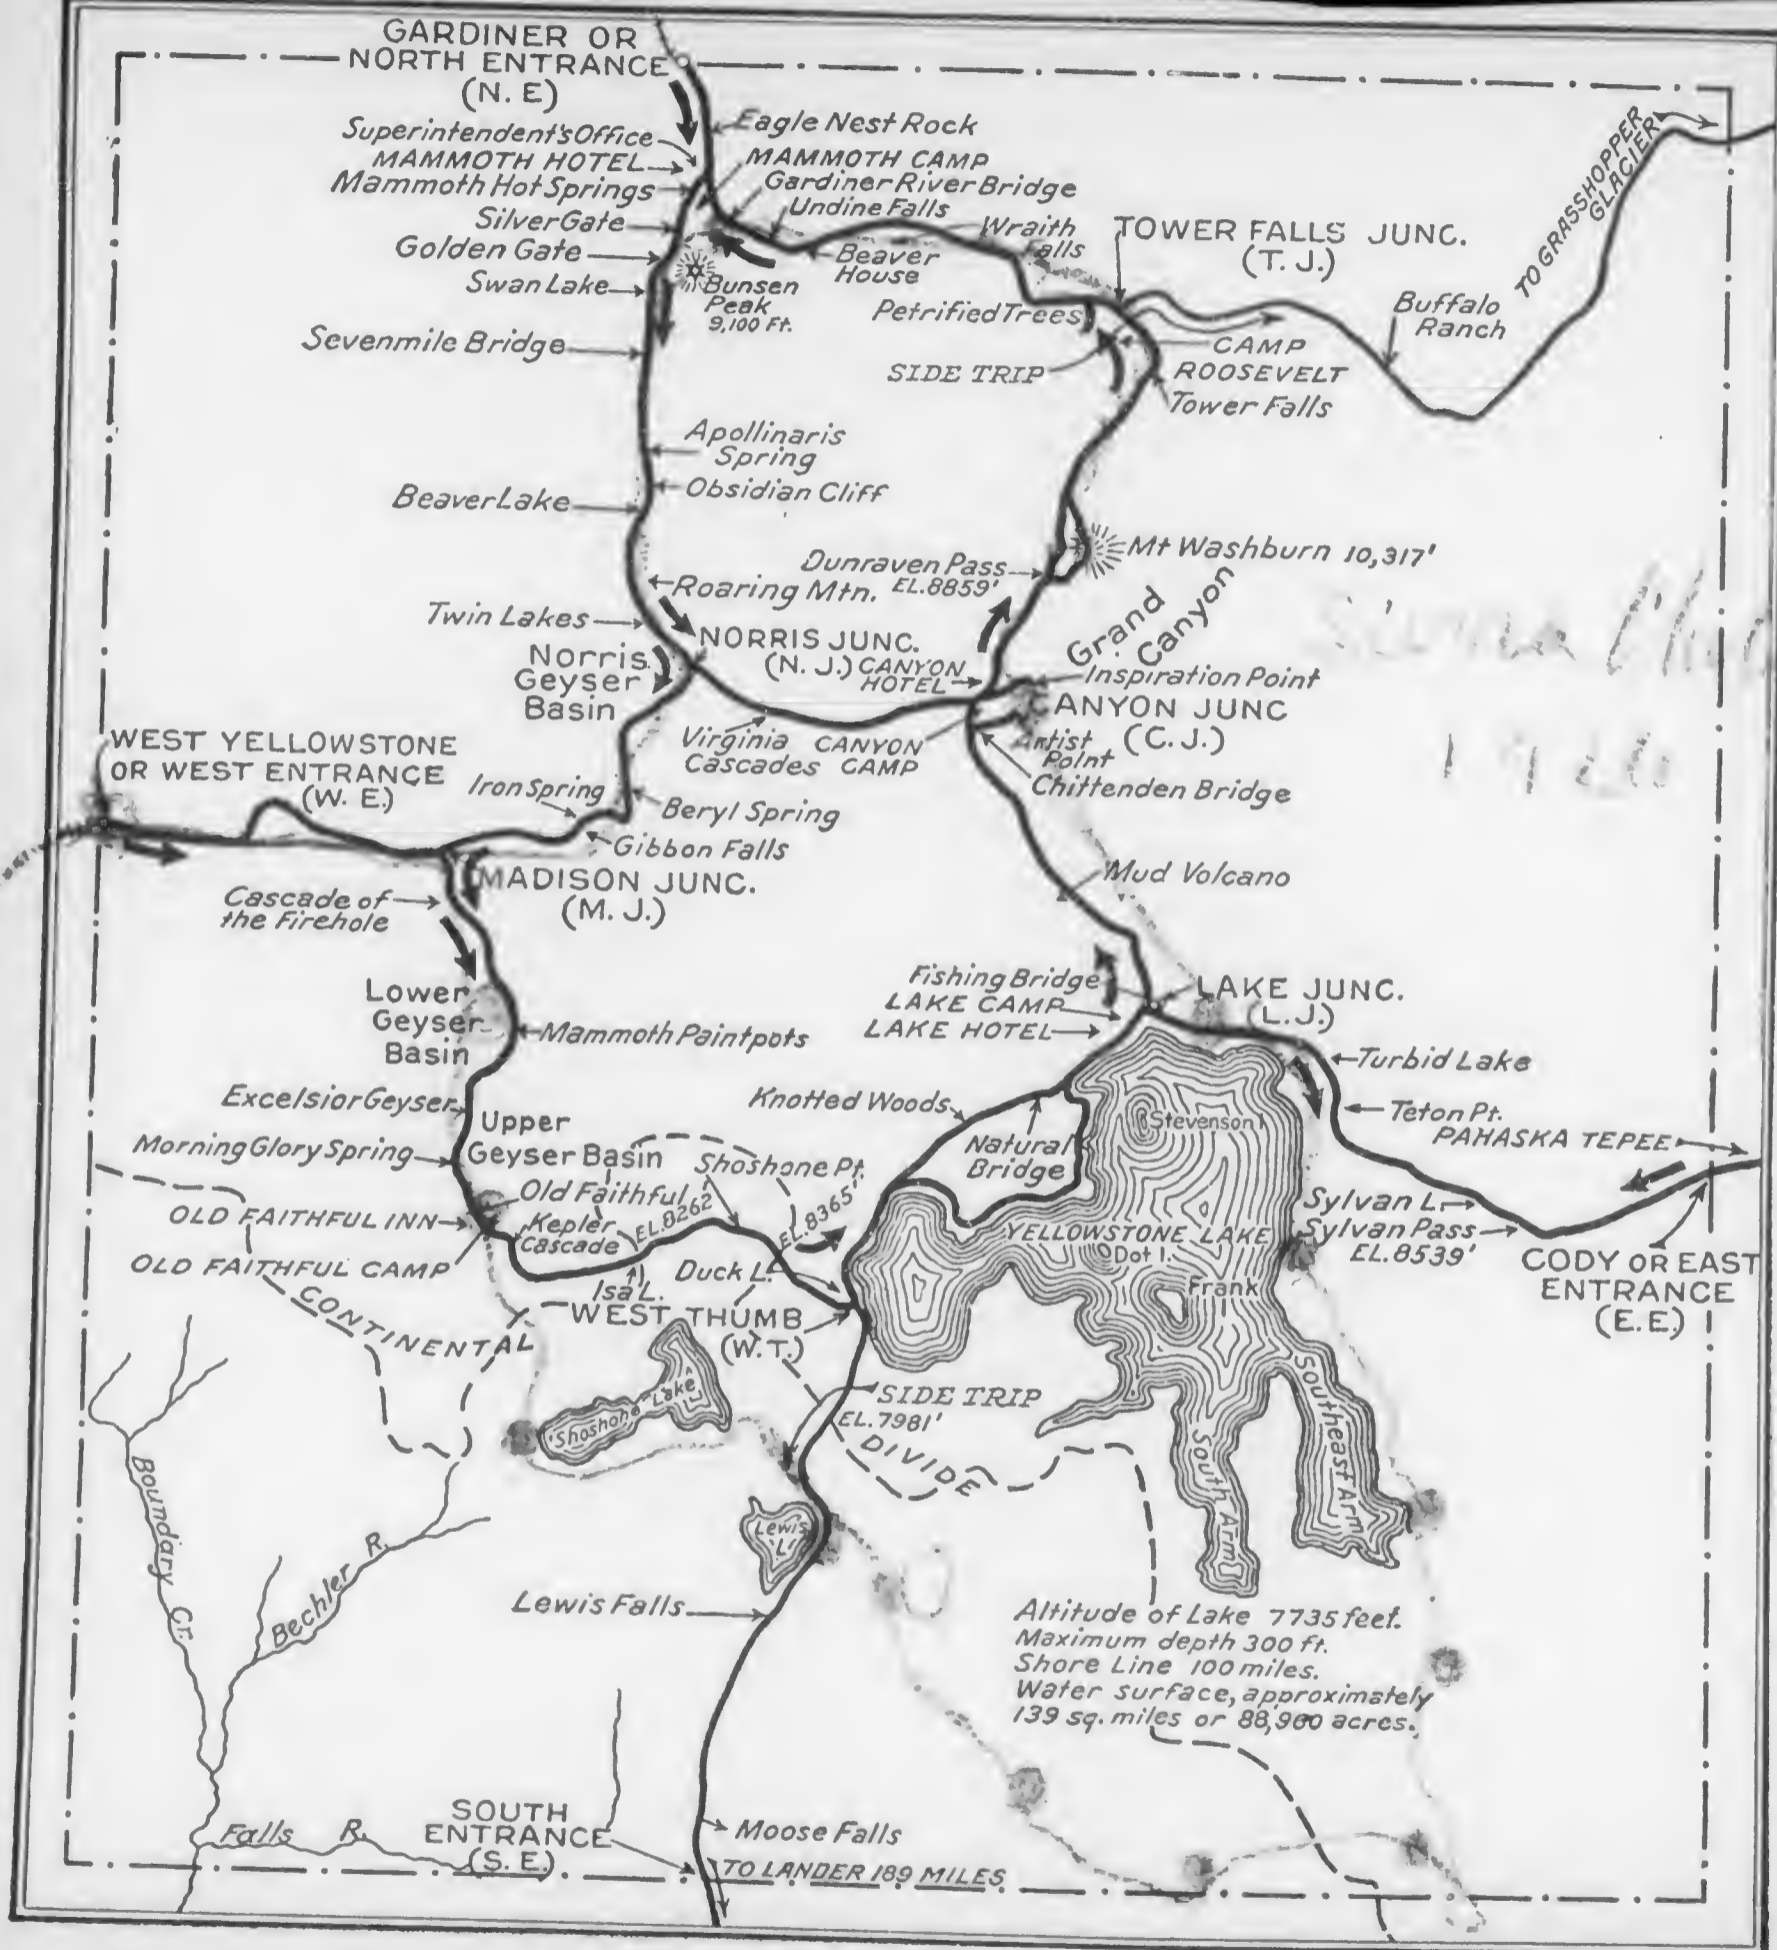 GARDINER OR
NORTH ENTRANCE
(N. E)
Superintendent's Office
Eagle Nest Rock
MAMMOTH HOTEL
MAMMOTH CAMP
Mammoth Hot Springs
Gardiner River Bridge
Silver Gate
Undine Falls
Golden Gate
Beaver
House
Wraith
Falls
TOWER FALLS JUNC.
(T. J.)
TO GRASSHOPPER
GLACIER
Swan Lake
Bunsen
Peak
9,100 Ft.
Petrified Trees
Buffalo
Ranch
Sevenmile Bridge
SIDE TRIP
CAMP
ROOSEVELT
Tower Falls
Apollinaris
Spring
Beaver Lake
Obsidian Cliff
Dunraven Pass
EL. 8859'
Mt Washburn 10,317'
Roaring Mtn.
Twin Lakes
NORRIS JUNC.
(N. J.)
CANYON
HOTEL
Grand
Canyon
Norris
Geyser
Basin
Inspiration Point
CANYON JUNC
(C. J.)
WEST YELLOWSTONE
OR WEST ENTRANCE
(W. E.)
Virginia
Cascades
CANYON
CAMP
Artist
Point
Chittenden Bridge
Iron Spring
Beryl Spring
Gibbon Falls
MADISON JUNC.
(M. J.)
Mud Volcano
Cascade of
the Firehole
Lower
Geyser
Basin
Fishing Bridge
LAKE CAMP
LAKE HOTEL
LAKE JUNC.
(L. J.)
Mammoth Paintpots
Turbid Lake
Excelsior Geyser
Upper
Geyser Basin
Knotted Woods
Stevenson I
Teton Pt.
PAHASKA TEPEE
Morning Glory Spring
Shoshone Pt.
Natural
Bridge
OLD FAITHFUL INN
Old Faithful
Kepler
Cascade
EL. 8262'
EL. 8365'
YELLOWSTONE LAKE
Dot I.
Sylvan L.
Sylvan Pass
EL. 8539'
OLD FAITHFUL CAMP
Isa L.
Duck L.
Frank
CODY OR EAST
ENTRANCE
(E. E.)
CONTINENTAL
WEST THUMB
(W. T.)
Shoshone Lake
SIDE TRIP
EL. 7981'
DIVIDE
South Arm
Southeast Arm
Boundary Cr.
Bechler R.
Lewis
L.
Lewis Falls
Altitude of Lake 7735 feet.
Maximum depth 300 ft.
Shore Line 100 miles.
Water surface, approximately
139 sq. miles or 88,960 acres.
Falls R.
SOUTH
ENTRANCE
(S. E.)
Moose Falls
TO LANDER 189 MILES